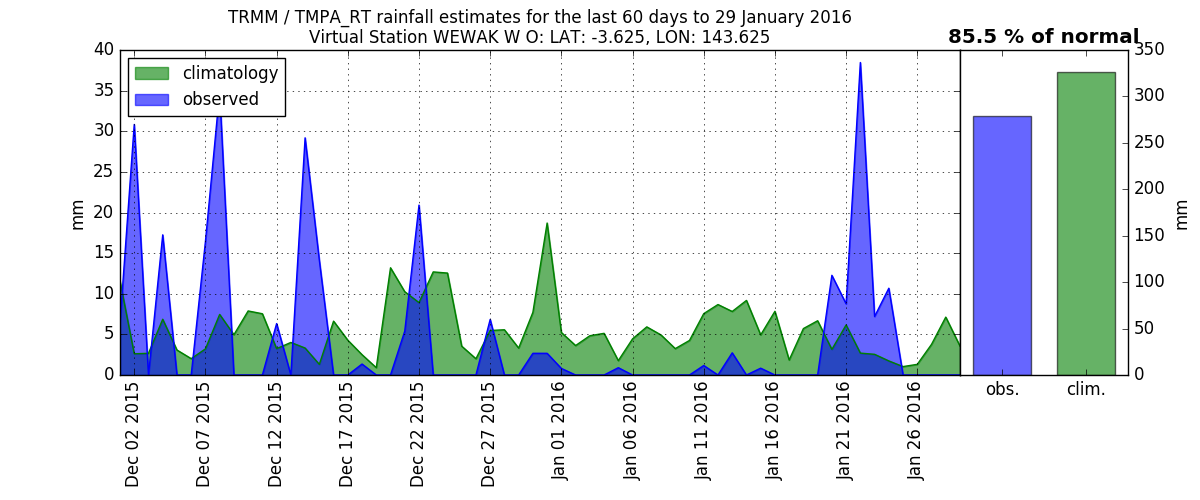 TRMM / TMPA_RT rainfall estimates for the last 60 days to 29 January 2016
Virtual Station WEWAK W O: LAT: -3.625, LON: 143.625
85.5 % of normal
climatology
observed
mm
40
35
30
25
20
15
10
5
0
Dec 02 2015
Dec 07 2015
Dec 12 2015
Dec 17 2015
Dec 22 2015
Dec 27 2015
Jan 01 2016
Jan 06 2016
Jan 11 2016
Jan 16 2016
Jan 21 2016
Jan 26 2016
obs.
clim.
350
300
250
200
150
100
50
0
mm